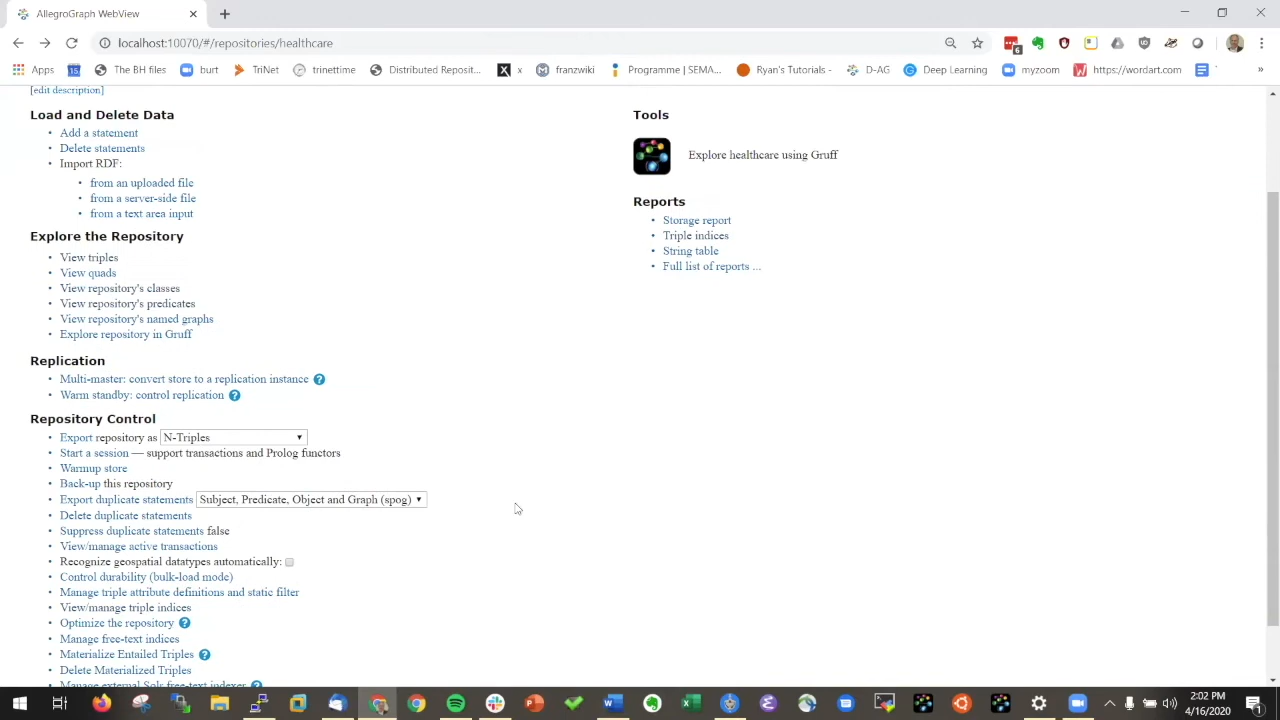 AllegroGraph WebView
localhost:10070/#/repositories/healthcare
6
Apps The BH files burt TriNet trinettime Distributed Reposit... x franzwiki Programme | SEMA... Ryan's Tutorials - D-AG Deep Learning myzoom https://wordart.com
[edit description]
Load and Delete Data
Add a statement
Delete statements
Import RDF:
from an uploaded file
from a server-side file
from a text area input
Explore the Repository
View triples
View quads
View repository's classes
View repository's predicates
View repository's named graphs
Explore repository in Gruff
Replication
Multi-master: convert store to a replication instance ?
Warm standby: control replication ?
Repository Control
Export repository as N-Triples
Start a session — support transactions and Prolog functors
Warmup store
Back-up this repository
Export duplicate statements Subject, Predicate, Object and Graph (spog)
Delete duplicate statements
Suppress duplicate statements false
View/manage active transactions
Recognize geospatial datatypes automatically:
Control durability (bulk-load mode)
Manage triple attribute definitions and static filter
View/manage triple indices
Optimize the repository ?
Manage free-text indices
Materialize Entailed Triples ?
Delete Materialized Triples
Manage external Solr free-text indexer ?
Tools
Explore healthcare using Gruff
Reports
Storage report
Triple indices
String table
Full list of reports ...
2:02 PM
4/16/2020